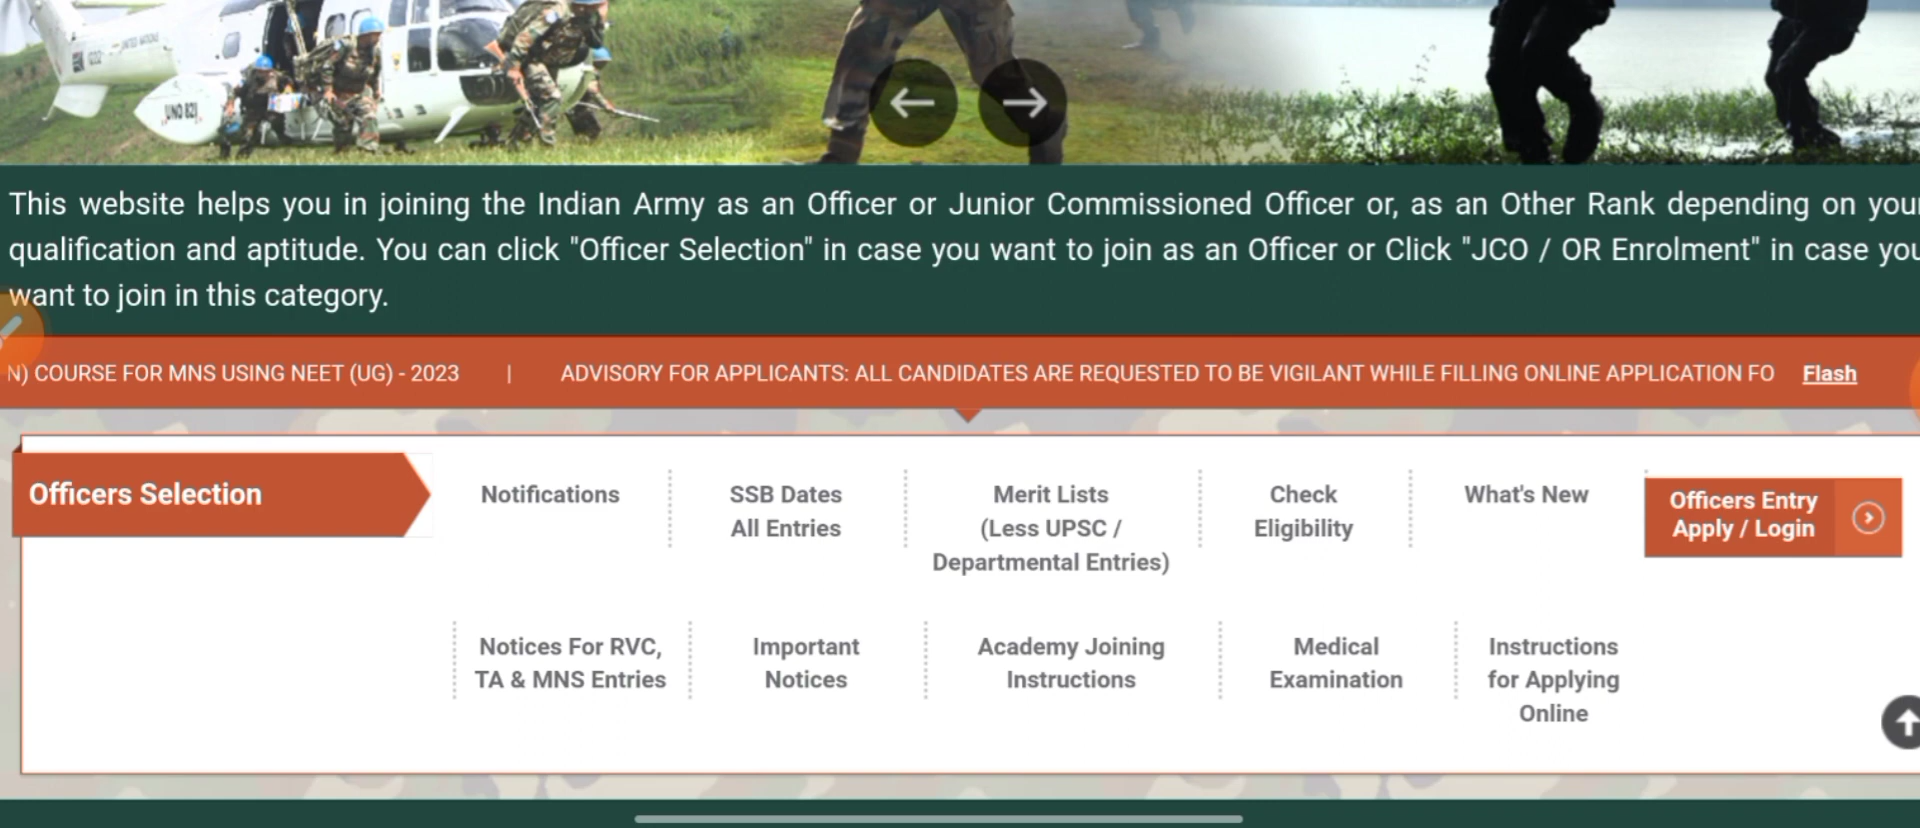 UNITED NATIONS
UNO 821
This website helps you in joining the Indian Army as an Officer or Junior Commissioned Officer or, as an Other Rank depending on your
qualification and aptitude. You can click "Officer Selection" in case you want to join as an Officer or Click "JCO / OR Enrolment" in case you
want to join in this category.
N) COURSE FOR MNS USING NEET (UG) - 2023 | ADVISORY FOR APPLICANTS: ALL CANDIDATES ARE REQUESTED TO BE VIGILANT WHILE FILLING ONLINE APPLICATION FO Flash
Officers Selection
Notifications
SSB Dates
All Entries
Merit Lists
(Less UPSC /
Departmental Entries)
Check
Eligibility
What's New
Officers Entry
Apply / Login
Notices For RVC,
TA & MNS Entries
Important
Notices
Academy Joining
Instructions
Medical
Examination
Instructions
for Applying
Online